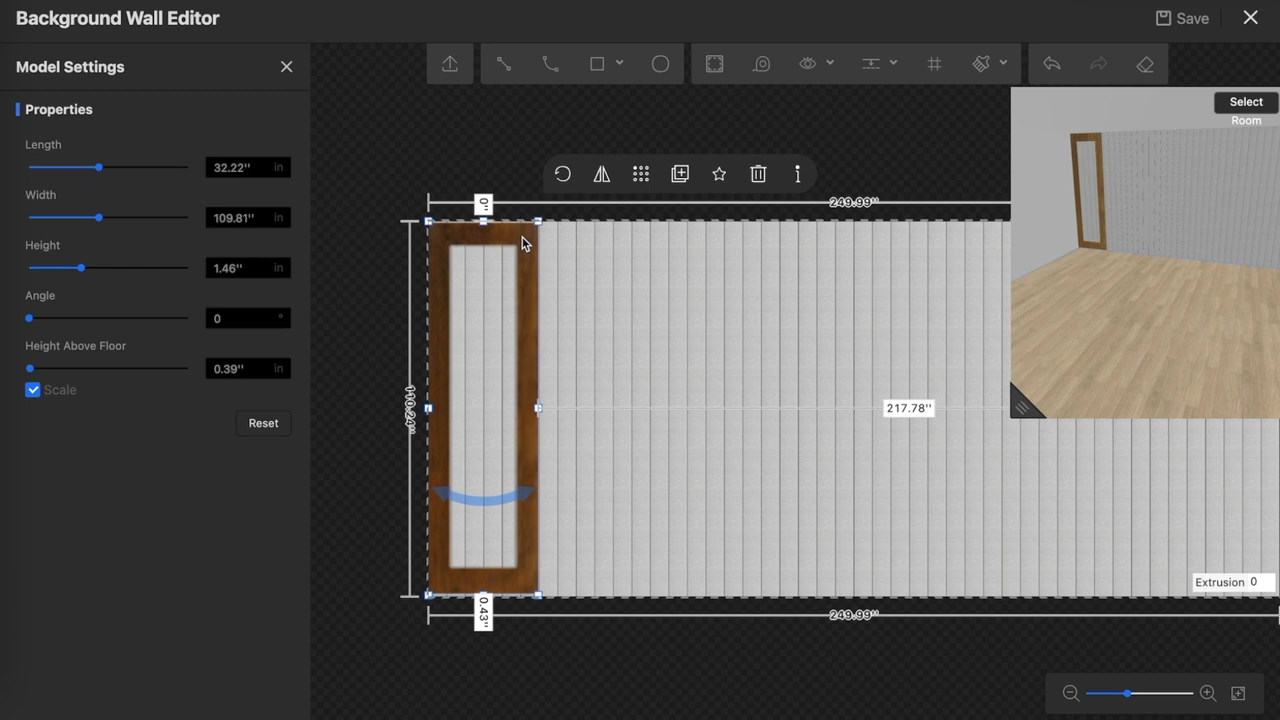 Background Wall Editor
Save
Model Settings
Properties
Length
32.22'' in
Width
109.81'' in
Height
1.46'' in
Angle
0 °
Height Above Floor
0.39'' in
Scale
Reset
Select
Room
0''
249.99''
110.24''
217.78''
Extrusion 0
0.43''
249.99''